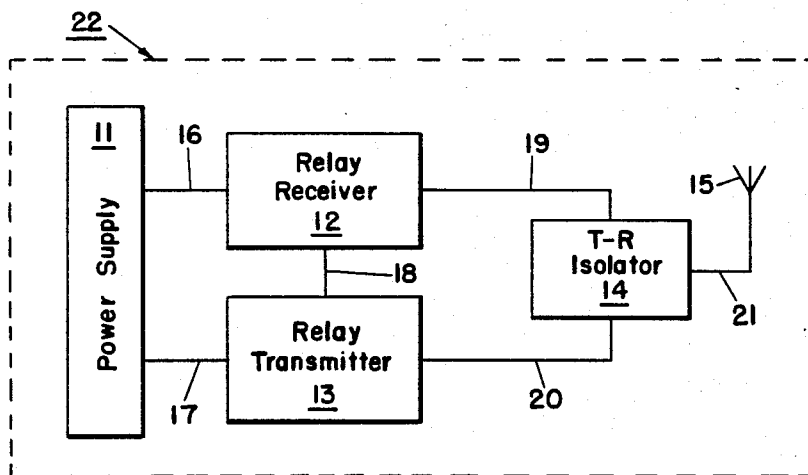 22
11
Power Supply
16
Relay
Receiver
12
19
15
T-R
Isolator
14
18
21
Relay
Transmitter
13
17
20